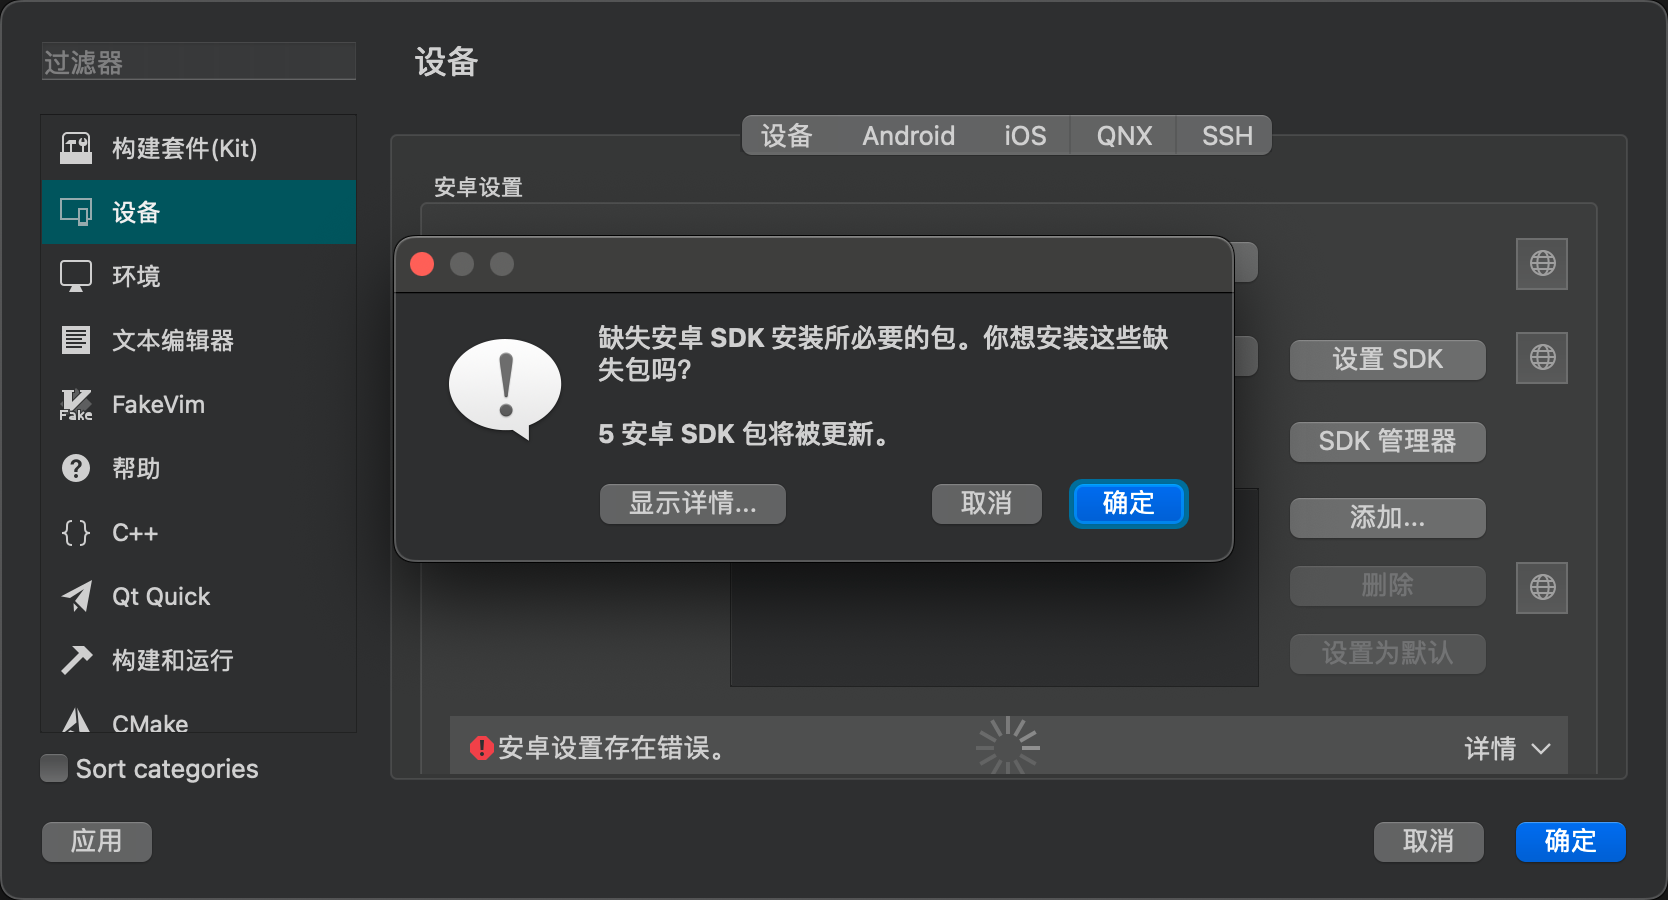 过滤器
设备
构建套件(Kit)
设备
环境
文本编辑器
FakeVim
Fake
帮助
C++
Qt Quick
构建和运行
CMake
Sort categories
设备 Android iOS QNX SSH
安卓设置
缺失安卓 SDK 安装所必要的包。你想安装这些缺
失包吗?
5 安卓 SDK 包将被更新。
显示详情...
取消
确定
设置 SDK
SDK 管理器
添加...
删除
设置为默认
安卓设置存在错误。
详情
应用
取消
确定